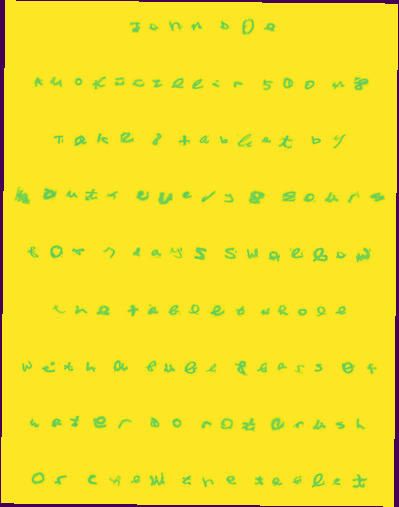 John Doe
Amoxicillin 500 mg
Take tablet by
mouth every 8 hours
for 7 days Swallow
the tablet whole
with a full glass of
water Do not crush
Or chew the tablet